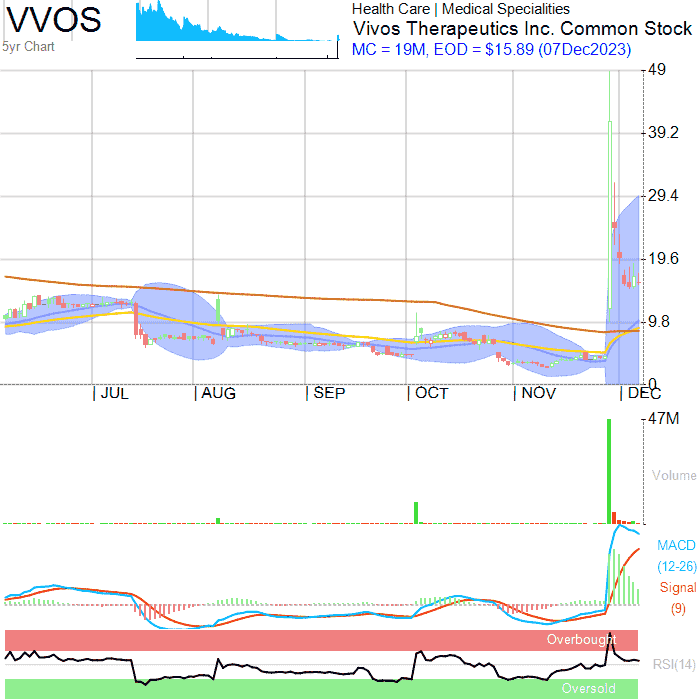 VVOS
5yr Chart
Health Care | Medical Specialities
Vivos Therapeutics Inc. Common Stock
MC = 19M, EOD = $15.89 (07Dec2023)
49
39.2
29.4
19.6
9.8
0
JUL AUG SEP OCT NOV DEC
47M
Volume
MACD
(12-26)
Signal
(9)
Overbought
RSI(14)
Oversold